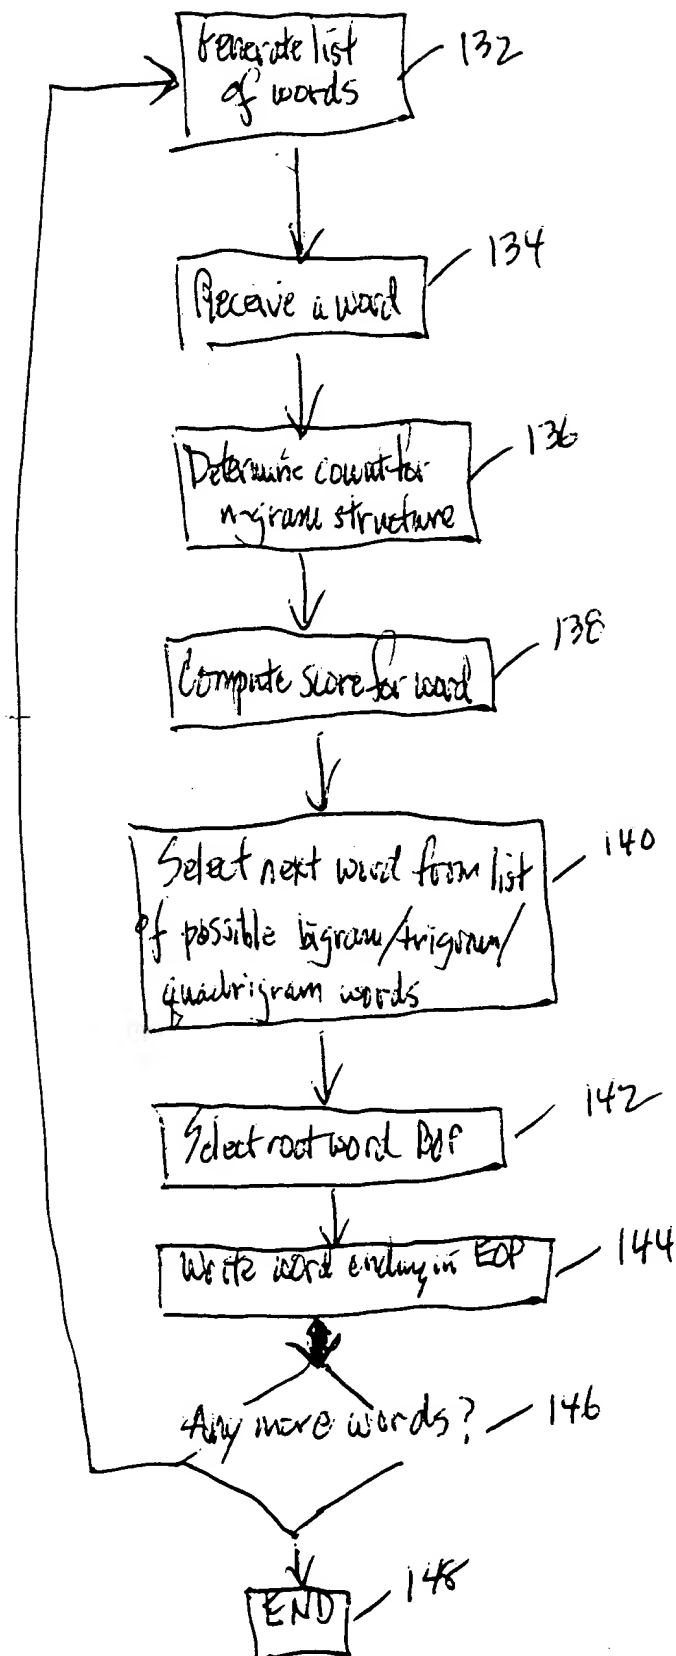 Generate list
of words
132
Receive a word
134
Determine count for
n-gram structure
136
Compute score for word
138
Select next word from list
of possible bigram/trigram/
quadrigram words
140
Select root word BOP
142
Write word ending in EOP
144
Any more words?
146
END
148